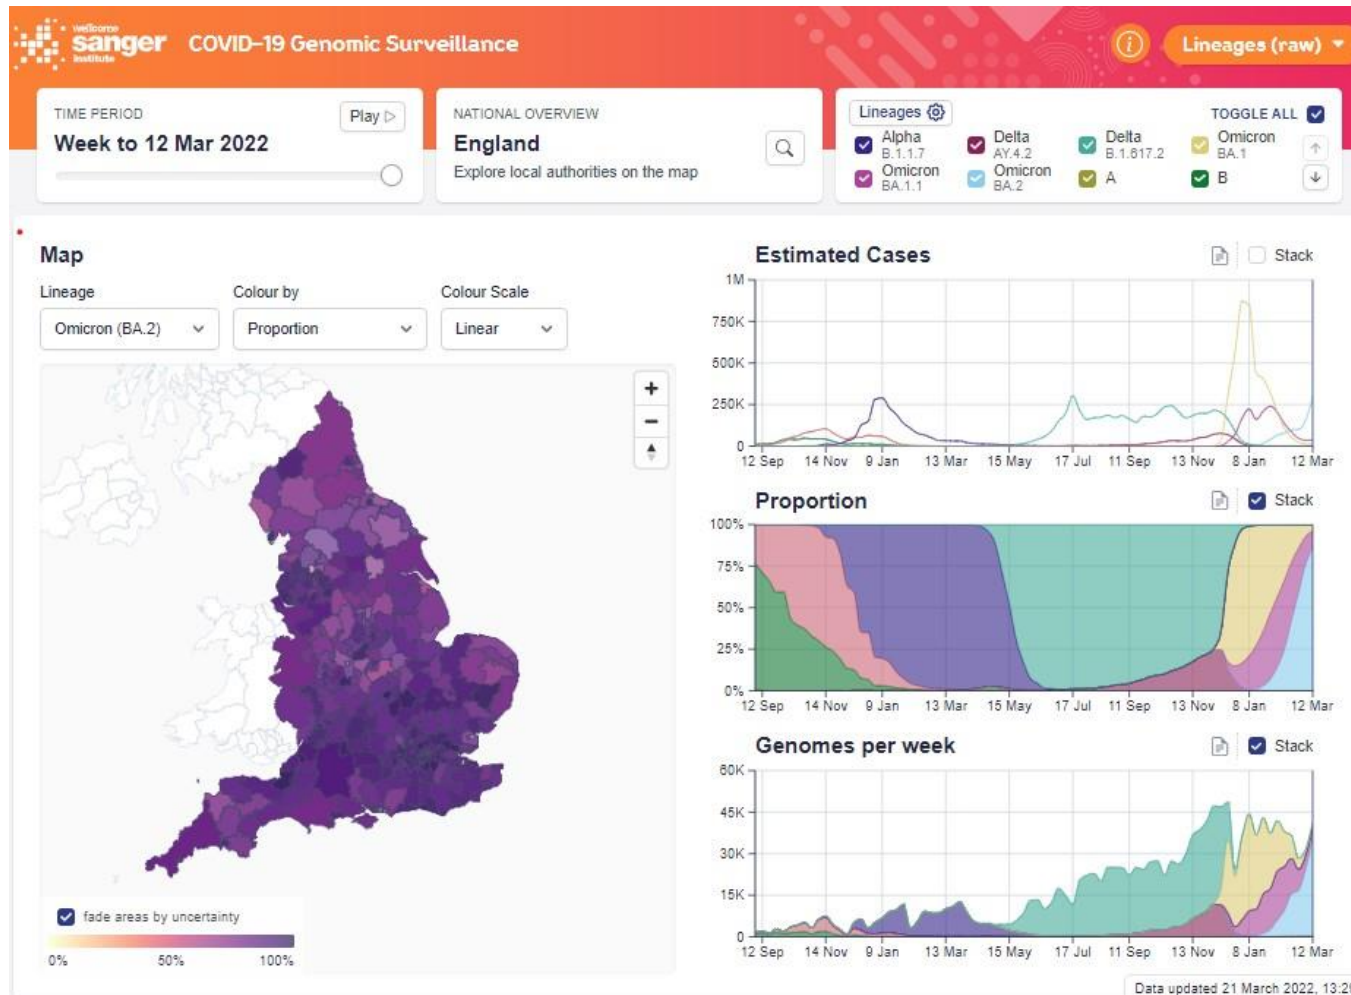 wellcome
sanger
institute
COVID-19 Genomic Surveillance
i
Lineages (raw)
TIME PERIOD
Play
Week to 12 Mar 2022
NATIONAL OVERVIEW
England
Explore local authorities on the map
Lineages
TOGGLE ALL
Alpha
B.1.1.7
Delta
AY.4.2
Delta
B.1.617.2
Omicron
BA.1
Omicron
BA.1.1
Omicron
BA.2
A
B
Map
Lineage
Colour by
Colour Scale
Omicron (BA.2)
Proportion
Linear
+
−
fade areas by uncertainty
0%
50%
100%
Estimated Cases
Stack
1M
750K
500K
250K
0
12 Sep
14 Nov
9 Jan
13 Mar
15 May
17 Jul
11 Sep
13 Nov
8 Jan
12 Mar
Proportion
Stack
100%
75%
50%
25%
0%
12 Sep
14 Nov
9 Jan
13 Mar
15 May
17 Jul
11 Sep
13 Nov
8 Jan
12 Mar
Genomes per week
Stack
60K
45K
30K
15K
0
12 Sep
14 Nov
9 Jan
13 Mar
15 May
17 Jul
11 Sep
13 Nov
8 Jan
12 Mar
Data updated 21 March 2022,